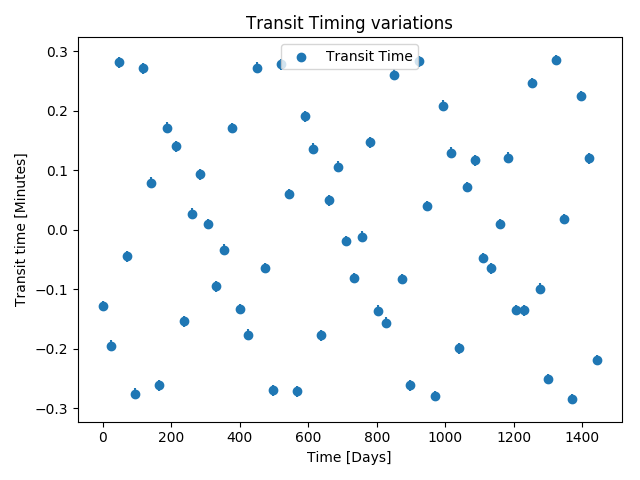 Transit Timing variations
Transit Time
0.3
0.2
0.1
0.0
−0.1
−0.2
−0.3
Transit time [Minutes]
0 200 400 600 800 1000 1200 1400
Time [Days]